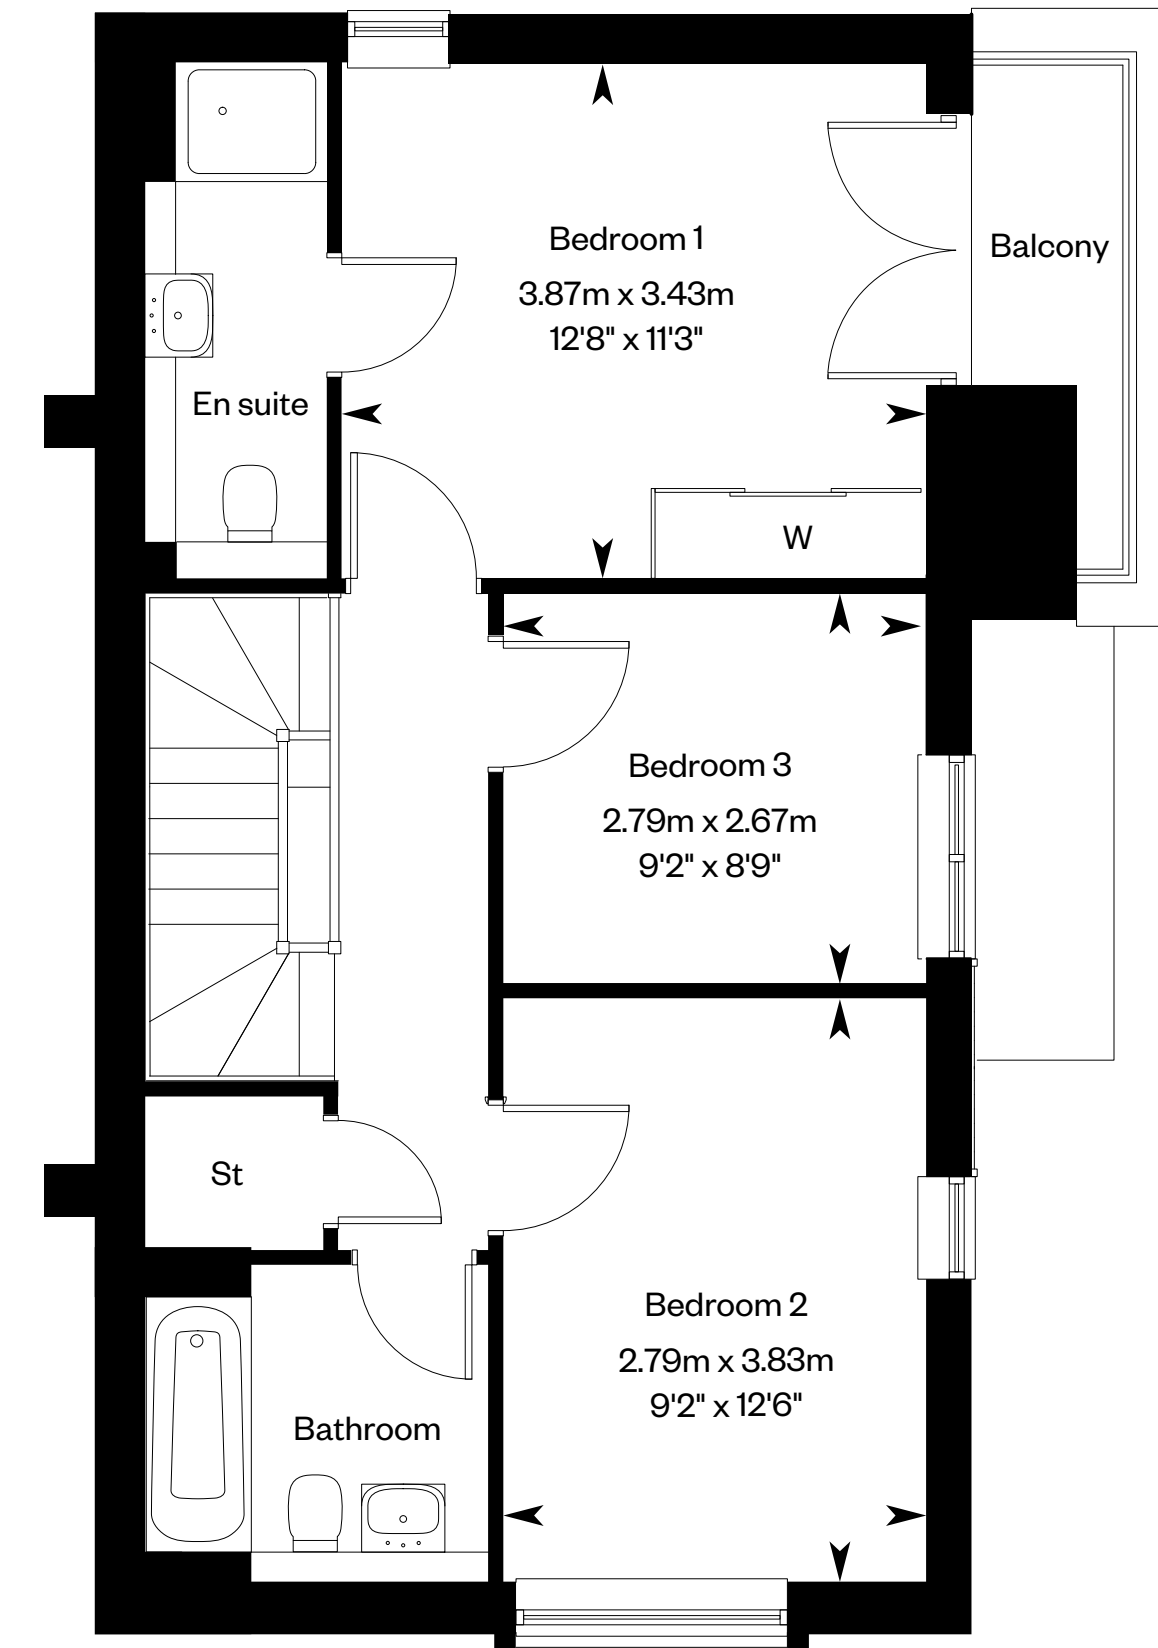 Bedroom 1
3.87m x 3.43m
12'8" x 11'3"
Balcony
En suite
W
Bedroom 3
2.79m x 2.67m
9'2" x 8'9"
St
Bedroom 2
2.79m x 3.83m
9'2" x 12'6"
Bathroom